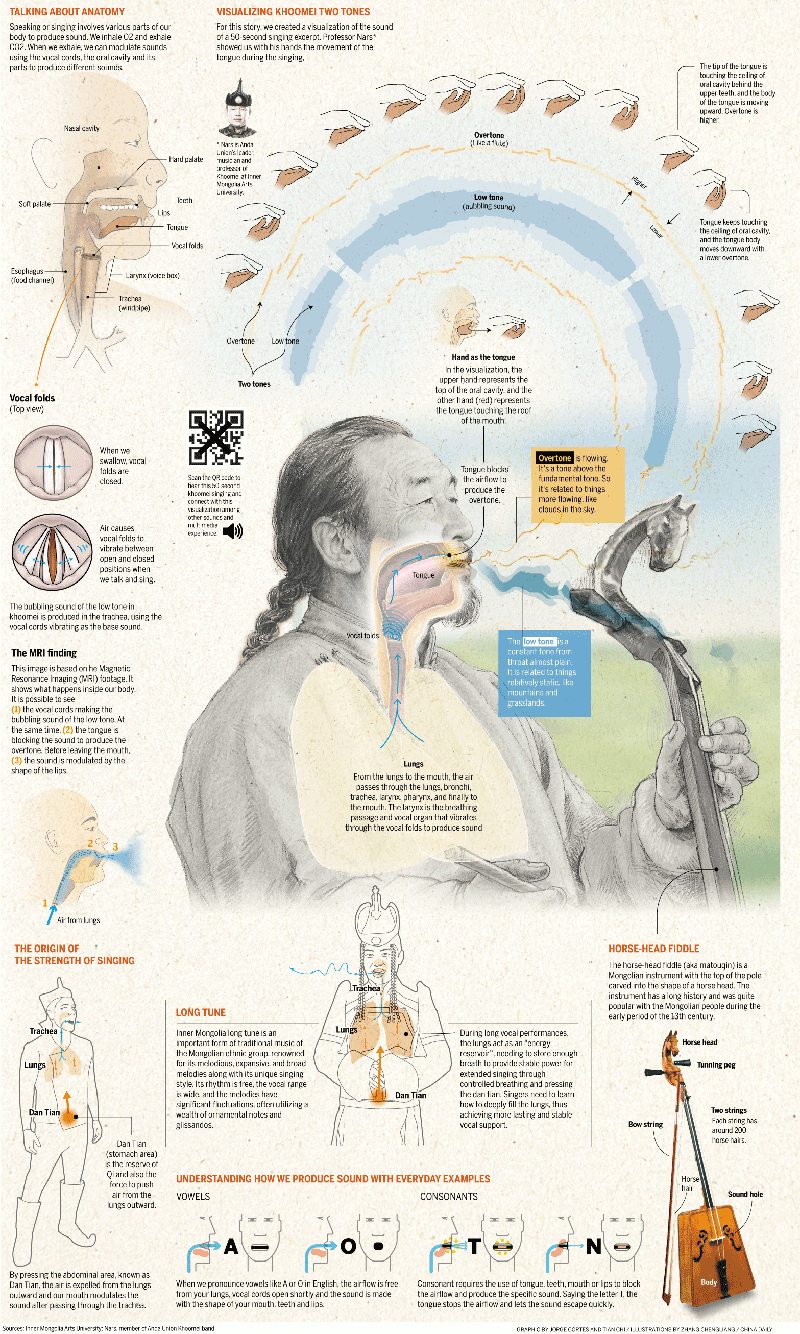 TALKING ABOUT ANATOMY
Speaking or singing involves various parts of our
body to produce sound. We inhale O2 and exhale
CO2. When we exhale, we can modulate sounds
using the vocal cords, the oral cavity and its
parts to produce different sounds.
Nasal cavity
Hard palate
Soft palate
Teeth
Lips
Tongue
Vocal folds
Esophagus
(food channel)
Larynx (voice box)
Trachea
(windpipe)
Vocal folds
(Top view)
When we
swallow, vocal
folds are
closed.
Air causes
vocal folds to
vibrate between
open and closed
positions when
we talk and sing.
The bubbling sound of the low tone in
khoomei is produced in the trachea, using the
vocal cords vibrating as the base sound.
The MRI finding
This image is based on he Magnetic
Resonance Imaging (MRI) footage. It
shows what happens inside our body.
It is possible to see
(1) the vocal cords making the
bubbling sound of the low tone. At
the same time, (2) the tongue is
blocking the sound to produce the
overtone. Before leaving the mouth,
(3) the sound is modulated by the
shape of the lips.
2
3
1
Air from lungs
VISUALIZING KHOOMEI TWO TONES
For this story, we created a visualization of the sound
of a 50-second singing excerpt. Professor Nars*
showed us with his hands the movement of the
tongue during the singing.
* Nars is Anda
Union's leader,
musician and
professor of
Khoomei at Inner
Mongolia Arts
University.
Overtone
(Like a flute)
Low tone
(bubbling sound)
Higher
Lower
The tip of the tongue is
touching the ceiling of
oral cavity behind the
upper teeth, and the body
of the tongue is moving
upward. Overtone is
higher.
Tongue keeps touching
the ceiling of oral cavity,
and the tongue body
moves downward with
a lower overtone.
Overtone
Low tone
Two tones
Hand as the tongue
In the visualization, the
upper hand represents the
top of the oral cavity, and the
other hand (red) represents
the tongue touching the roof
of the mouth.
Scan the QR code to
hear this 50-second
khoomei singing and
connect with this
visualization among
other sounds and
multimedia
experience.
Tongue blocks
the air flow to
produce the
overtone.
Overtone is flowing.
It's a tone above the
fundamental tone. So
it's related to things
more flowing, like
clouds in the sky.
Tongue
Vocal folds
The low tone is a
constant tone from
throat almost plain.
It is related to things
relatively static, like
mountains and
grasslands.
Lungs
From the lungs to the mouth, the air
passes through the lungs, bronchi,
trachea, larynx, pharynx, and finally to
the mouth. The larynx is the breathing
passage and vocal organ that vibrates
through the vocal folds to produce sound
THE ORIGIN OF
THE STRENGTH OF SINGING
Trachea
Lungs
Dan Tian
Dan Tian
(stomach area)
is the reserve of
Qi and also the
force to push
air from the
lungs outward.
By pressing the abdominal area, known as
Dan Tian, the air is expelled from the lungs
outward and our mouth modulates the
sound after passing through the trachea.
LONG TUNE
Inner Mongolia long tune is an
important form of traditional music of
the Mongolian ethnic group, renowned
for its melodious, expansive, and broad
melodies along with its unique singing
style. Its rhythm is free, the vocal range
is wide, and the melodies have
significant fluctuations, often utilizing a
wealth of ornamental notes and
glissandos.
Trachea
Lungs
Dan Tian
During long vocal performances,
the lungs act as an "energy
reservoir", needing to store enough
breath to provide stable power for
extended singing through
controlled breathing and pressing
the dan tian. Singers need to learn
how to deeply fill the lungs, thus
achieving more lasting and stable
vocal support.
HORSE-HEAD FIDDLE
The horse-head fiddle (aka matouqin) is a
Mongolian instrument with the top of the pole
carved into the shape of a horse head. The
instrument has a long history and was quite
popular with the Mongolian people during the
early period of the 13th century.
Horse head
Tunning peg
Two strings
Each string has
around 200
horse hairs.
Bow string
Horse
hair
Sound hole
Body
UNDERSTANDING HOW WE PRODUCE SOUND WITH EVERYDAY EXAMPLES
VOWELS
CONSONANTS
A
O
T
N
When we pronounce vowels like A or O in English, the airflow is free
from your lungs, vocal cords open shortly and the sound is made
with the shape of your mouth, teeth and lips.
Consonant requires the use of tongue, teeth, mouth or lips to block
the airflow and produce the specific sound. Saying the letter T, the
tongue stops the airflow and lets the sound escape quickly.
Sources: Inner Mongolia Arts University; Nars, member of Anda Union Khoomei band
GRAPHIC BY JORGE CORTES AND TIAN CHI / ILLUSTRATIONS BY ZHANG CHENGLIANG / CHINA DAILY